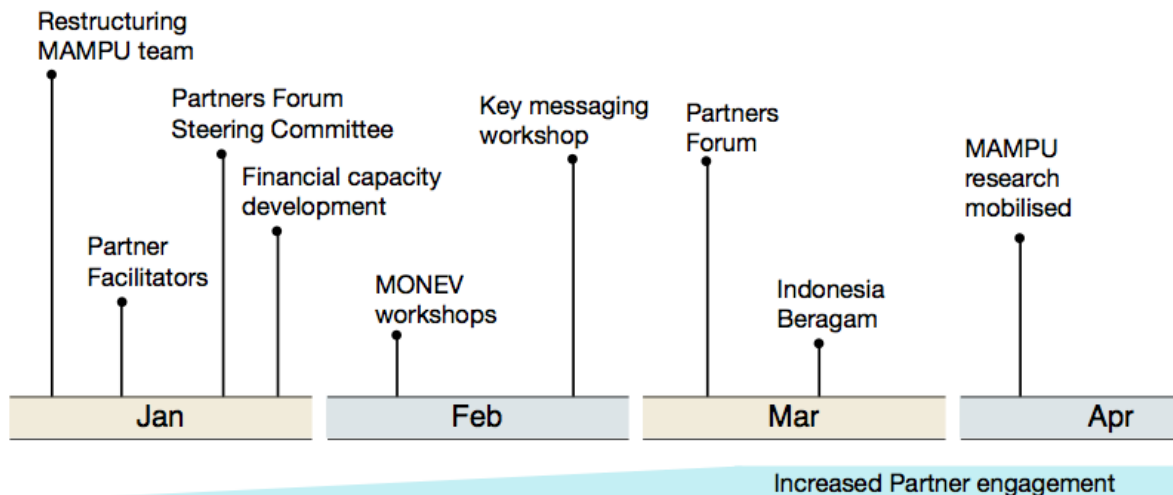 Restructuring
MAMPU team
Partners Forum
Steering Committee
Financial capacity
development
Partner
Facilitators
Key messaging
workshop
MONEV
workshops
Partners
Forum
Indonesia
Beragam
MAMPU
research
mobilised
Jan
Feb
Mar
Apr
Increased Partner engagement